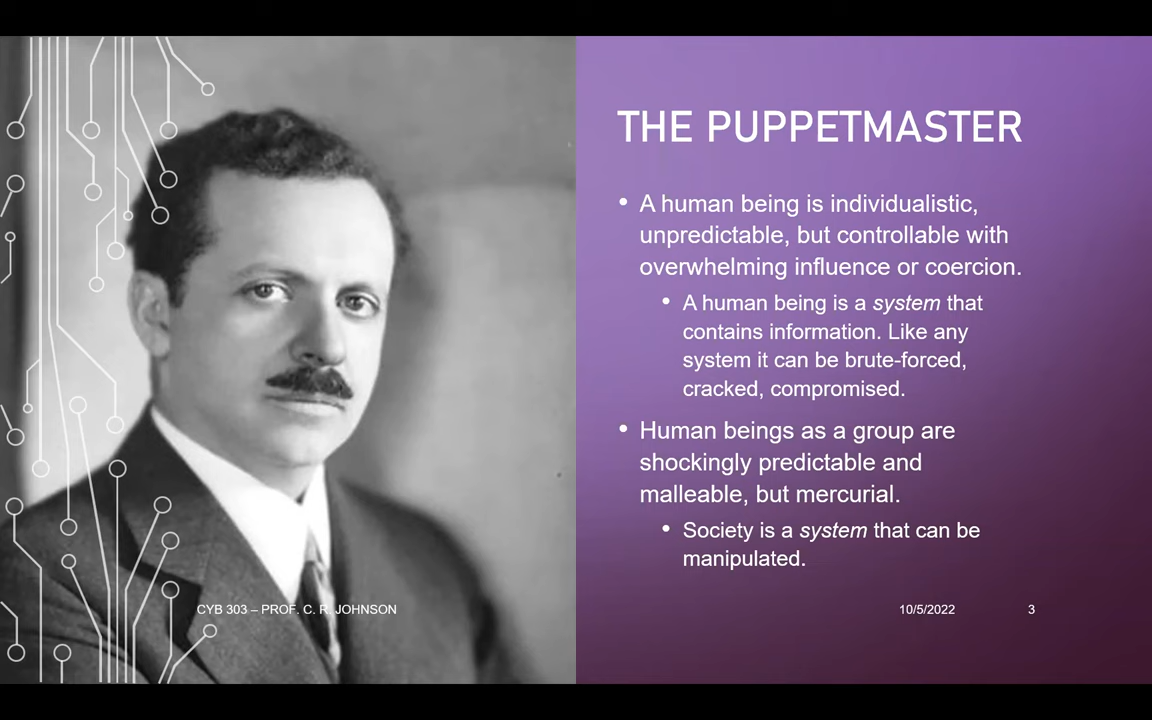 THE PUPPETMASTER
• A human being is individualistic,
unpredictable, but controllable with
overwhelming influence or coercion.
• A human being is a system that
contains information. Like any
system it can be brute-forced,
cracked, compromised.
• Human beings as a group are
shockingly predictable and
malleable, but mercurial.
• Society is a system that can be
manipulated.
CYB 303 – PROF. C. R. JOHNSON
10/5/2022
3